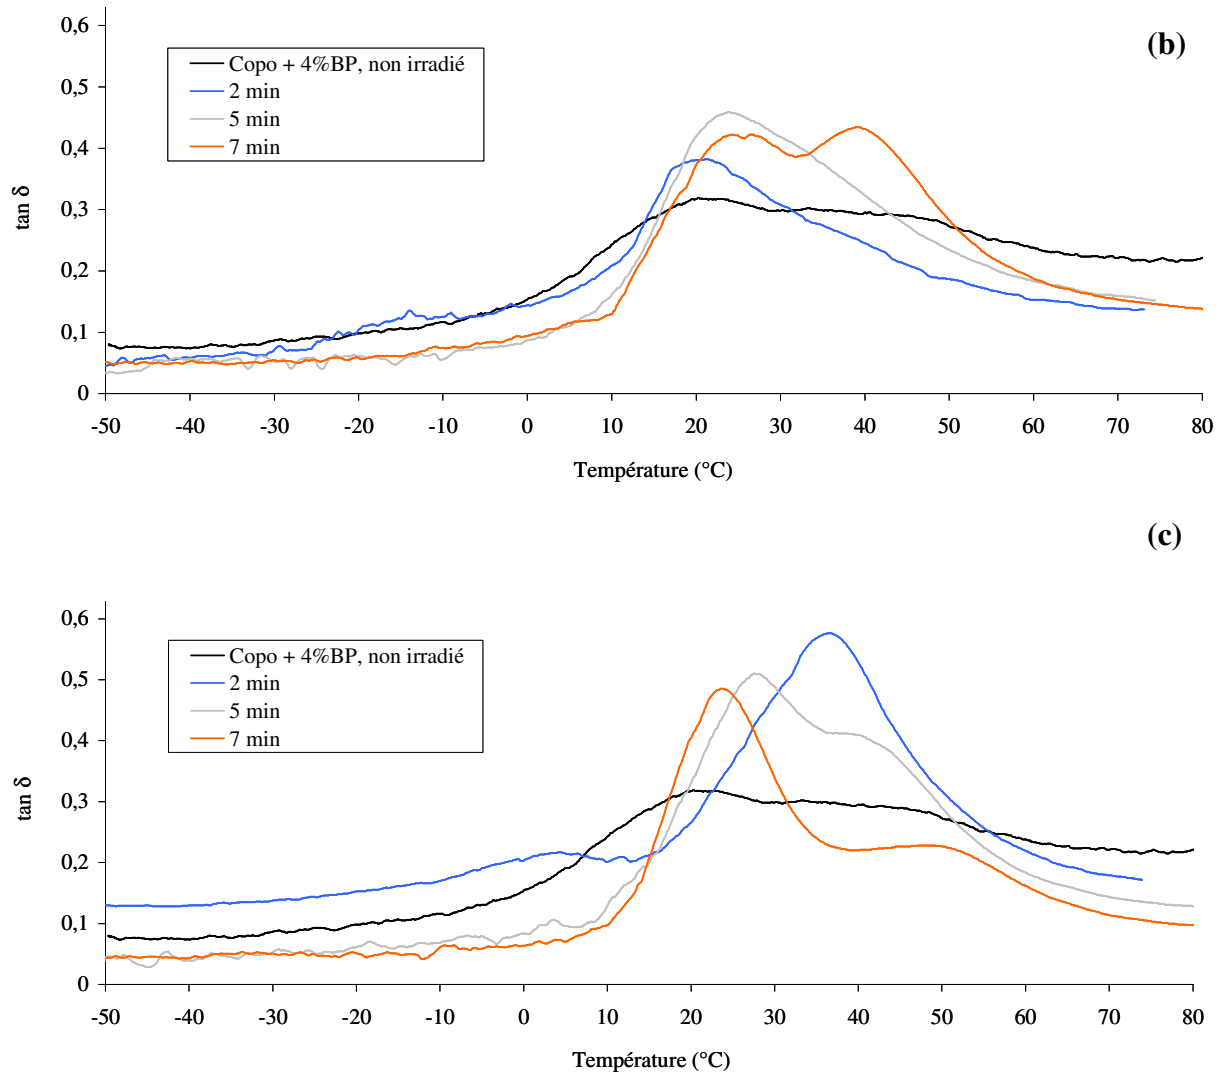 (b)
0,6
0,5
0,4
0,3
0,2
0,1
0
tan δ
Copo + 4%BP, non irradié
2 min
5 min
7 min
-50 -40 -30 -20 -10 0 10 20 30 40 50 60 70 80
Température (°C)
(c)
0,6
0,5
0,4
0,3
0,2
0,1
0
tan δ
Copo + 4%BP, non irradié
2 min
5 min
7 min
-50 -40 -30 -20 -10 0 10 20 30 40 50 60 70 80
Température (°C)